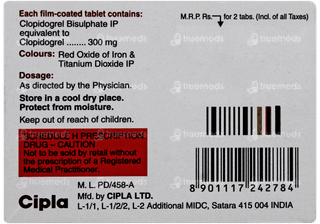 Each film-coated tablet contains:
Clopidogrel Bisulphate IP
equivalent to
Clopidogrel ........ 300 mg
Colours: Red Oxide of Iron &
Titanium Dioxide IP
Dosage:
As directed by the Physician.
Store in a cool dry place.
Protect from moisture.
Keep out of reach of children.
SCHEDULE H PRESCRIPTION
DRUG – CAUTION
Not to be sold by retail without
the prescription of a Registered
Medical Practitioner.
M.R.P. Rs. for 2 tabs. (Incl. of all Taxes)
8 901117 242784
Cipla
M. L. PD/458-A
Mfd. by CIPLA LTD.
L-1/1, L-1/2/2, L-2 Additional MIDC, Satara 415 004 INDIA
truemeds
truemeds
truemeds
truemeds